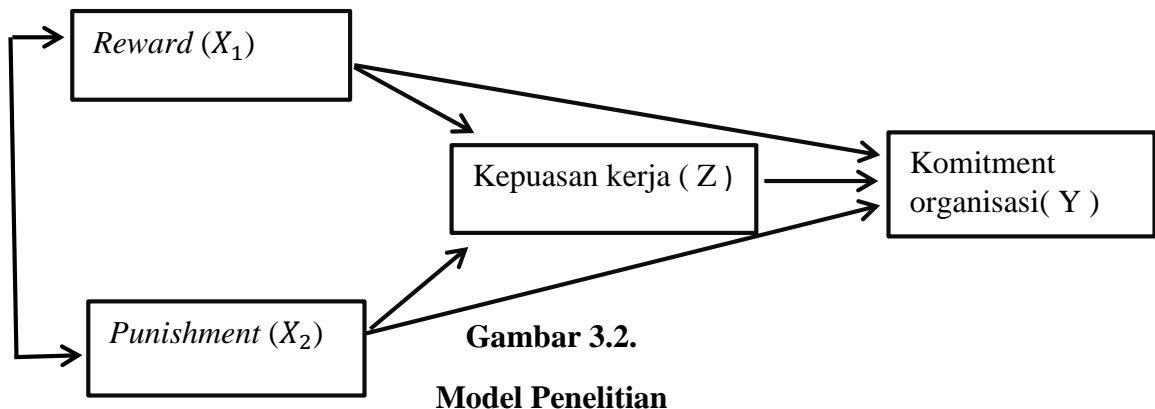 Reward (X₁)
Kepuasan kerja ( Z )
Komitment
organisasi( Y )
Punishment (X₂)
Gambar 3.2.
Model Penelitian